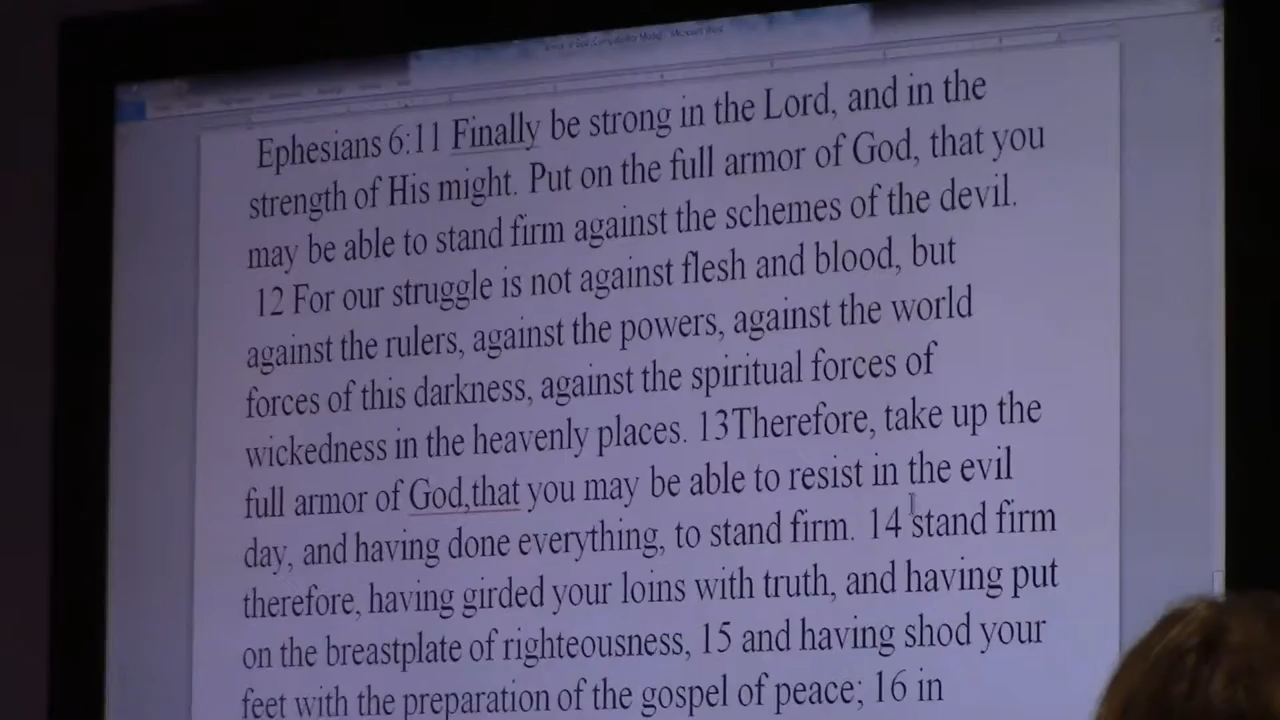 Ephesians 6:11 Finally be strong in the Lord, and in the
strength of His might. Put on the full armor of God, that you
may be able to stand firm against the schemes of the devil.
12 For our struggle is not against flesh and blood, but
against the rulers, against the powers, against the world
forces of this darkness, against the spiritual forces of
wickedness in the heavenly places. 13Therefore, take up the
full armor of God,that you may be able to resist in the evil
day, and having done everything, to stand firm. 14 stand firm
therefore, having girded your loins with truth, and having put
on the breastplate of righteousness, 15 and having shod your
feet with the preparation of the gospel of peace; 16 in